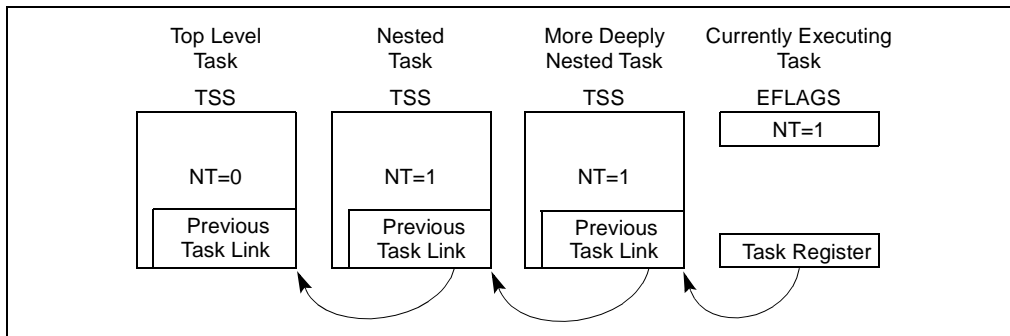 Top Level
Task
TSS
NT=0
Previous
Task Link
Nested
Task
TSS
NT=1
Previous
Task Link
More Deeply
Nested Task
TSS
NT=1
Previous
Task Link
Currently Executing
Task
EFLAGS
NT=1
Task Register